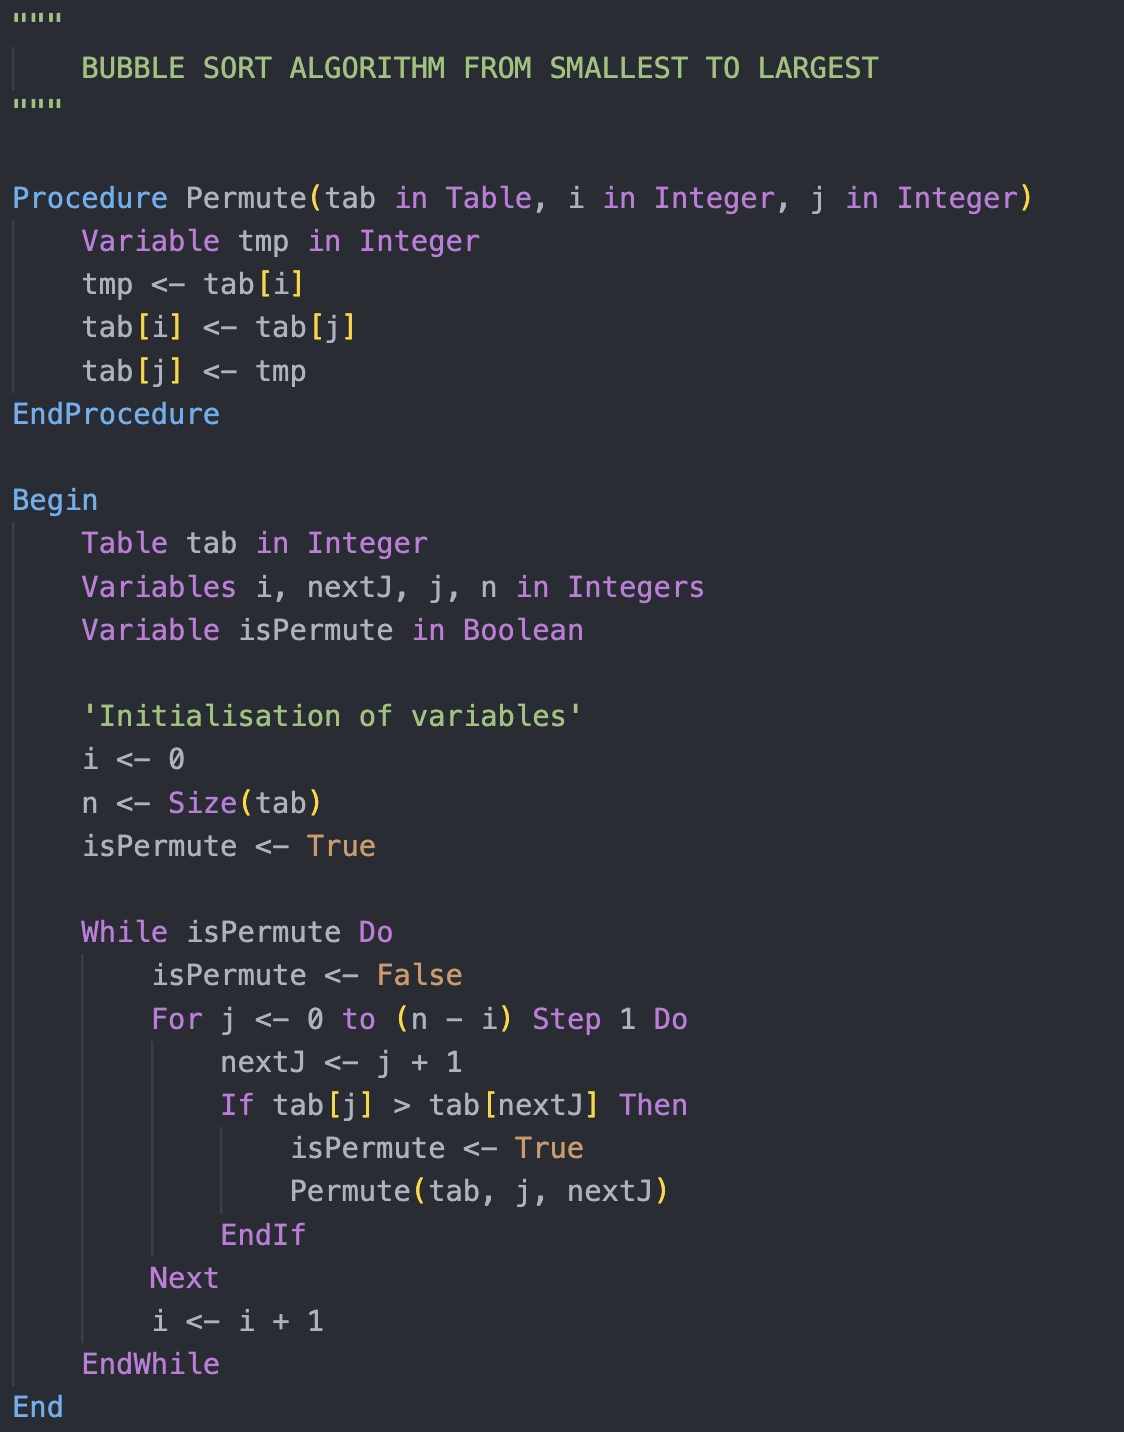 """
BUBBLE SORT ALGORITHM FROM SMALLEST TO LARGEST
"""
Procedure Permute(tab in Table, i in Integer, j in Integer)
Variable tmp in Integer
tmp <- tab[i]
tab[i] <- tab[j]
tab[j] <- tmp
EndProcedure
Begin
Table tab in Integer
Variables i, nextJ, j, n in Integers
Variable isPermute in Boolean
'Initialisation of variables'
i <- 0
n <- Size(tab)
isPermute <- True
While isPermute Do
isPermute <- False
For j <- 0 to (n - i) Step 1 Do
nextJ <- j + 1
If tab[j] > tab[nextJ] Then
isPermute <- True
Permute(tab, j, nextJ)
EndIf
Next
i <- i + 1
EndWhile
End